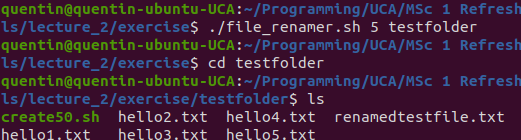 quentin@quentin-ubuntu-UCA:~/Programming/UCA/MSc 1 Refresh
ls/lecture_2/exercise$ ./file_renamer.sh 5 testfolder
quentin@quentin-ubuntu-UCA:~/Programming/UCA/MSc 1 Refresh
ls/lecture_2/exercise$ cd testfolder
quentin@quentin-ubuntu-UCA:~/Programming/UCA/MSc 1 Refresh
ls/lecture_2/exercise/testfolder$ ls
create50.sh hello2.txt hello4.txt renamedtestfile.txt
hello1.txt hello3.txt hello5.txt